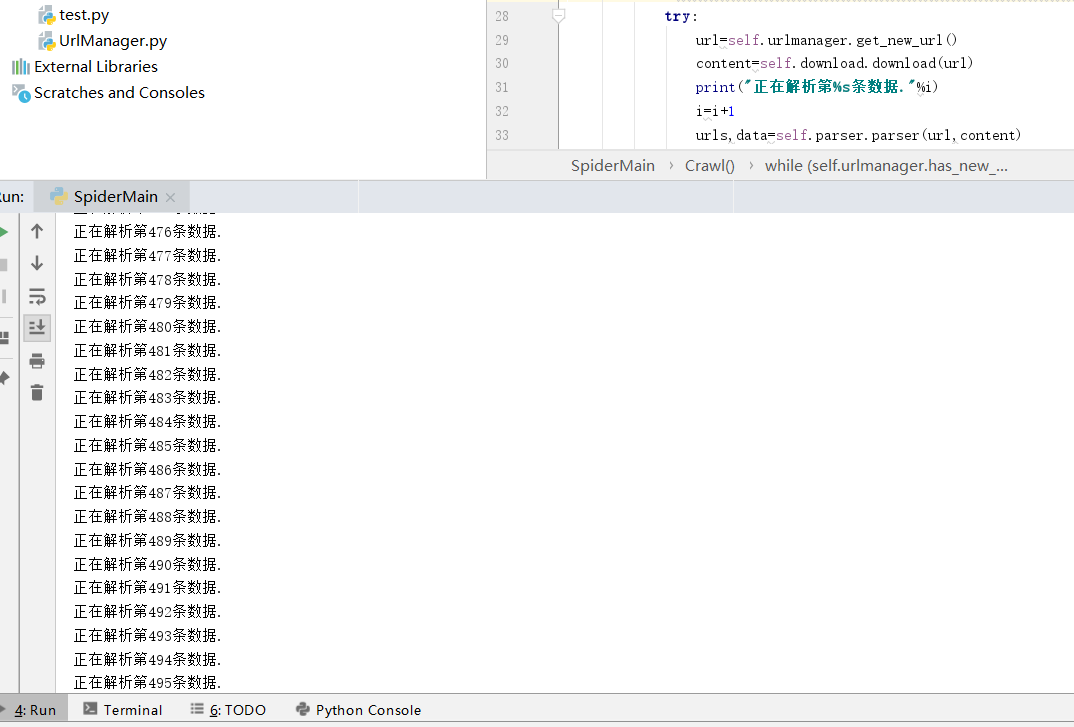 test.py
UrlManager.py
External Libraries
Scratches and Consoles
28 try:
29 url=self.urlmanager.get_new_url()
30 content=self.download.download(url)
31 print("正在解析第%s条数据."%i)
32 i=i+1
33 urls,data=self.parser.parser(url,content)
SpiderMain › Crawl() › while (self.urlmanager.has_new_...
un: SpiderMain ×
正在解析第476条数据.
正在解析第477条数据.
正在解析第478条数据.
正在解析第479条数据.
正在解析第480条数据.
正在解析第481条数据.
正在解析第482条数据.
正在解析第483条数据.
正在解析第484条数据.
正在解析第485条数据.
正在解析第486条数据.
正在解析第487条数据.
正在解析第488条数据.
正在解析第489条数据.
正在解析第490条数据.
正在解析第491条数据.
正在解析第492条数据.
正在解析第493条数据.
正在解析第494条数据.
正在解析第495条数据.
4: Run Terminal 6: TODO Python Console